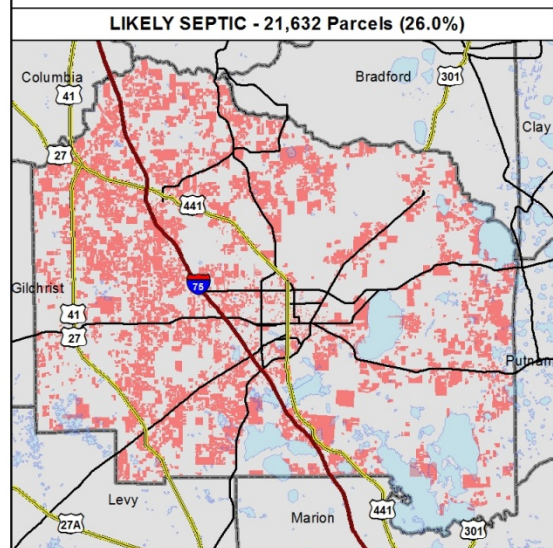 LIKELY SEPTIC - 21,632 Parcels (26.0%)
Columbia
Bradford
301
41
Clay
27
441
75
Gilchrist
41
27
Putnam
Levy
Marion
441
27A
301